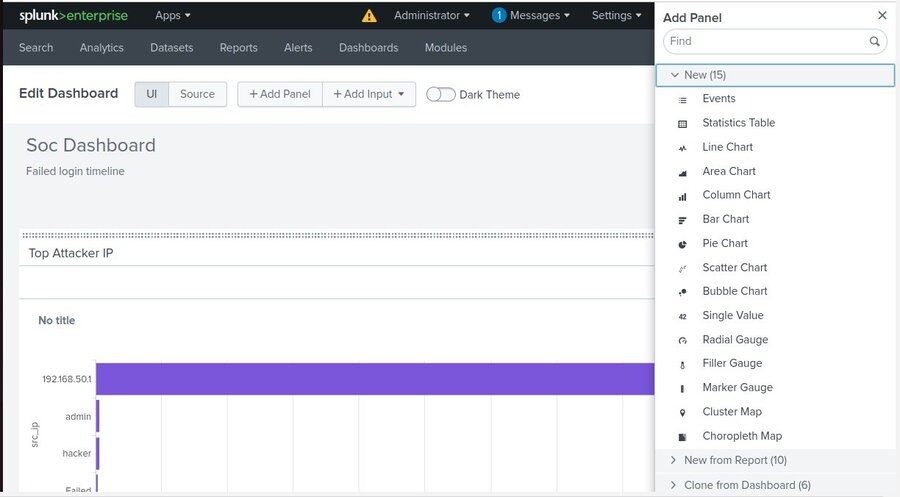 splunk>enterprise Apps Administrator 1 Messages Settings
Search Analytics Datasets Reports Alerts Dashboards Modules
Edit Dashboard UI Source + Add Panel + Add Input Dark Theme
Soc Dashboard
Failed login timeline
Top Attacker IP
No title
192.168.50.1
admin
hacker
Failed
src_ip
Add Panel
Find
New (15)
Events
Statistics Table
Line Chart
Area Chart
Column Chart
Bar Chart
Pie Chart
Scatter Chart
Bubble Chart
42 Single Value
Radial Gauge
Filler Gauge
Marker Gauge
Cluster Map
Choropleth Map
New from Report (10)
Clone from Dashboard (6)